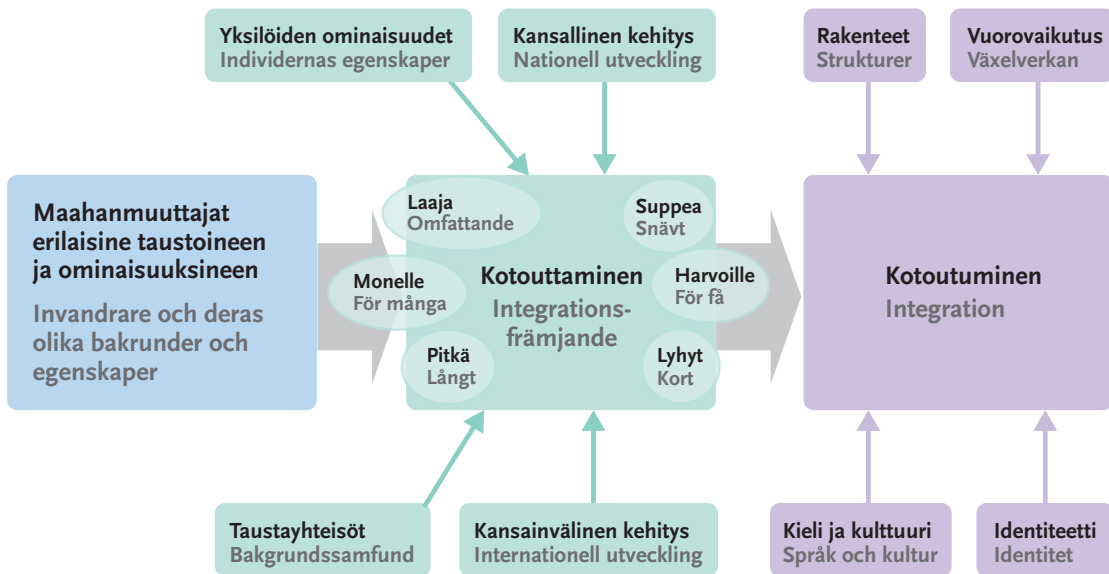 Yksilöiden ominaisuudet
Individernas egenskaper
Kansallinen kehitys
Nationell utveckling
Rakenteet
Strukturer
Vuorovaikutus
Växelverkan
Maahanmuuttajat
erilaisine taustoineen
ja ominaisuuksineen
Invandrare och deras
olika bakrunder och
egenskaper
Laaja
Omfattande
Suppea
Snävt
Monelle
För många
Kotouttaminen
Integrations-
främjande
Harvoille
För få
Pitkä
Långt
Lyhyt
Kort
Kotoutuminen
Integration
Taustayhteisöt
Bakgrundssamfund
Kansainvälinen kehitys
Internationell utveckling
Kieli ja kulttuuri
Språk och kultur
Identiteetti
Identitet